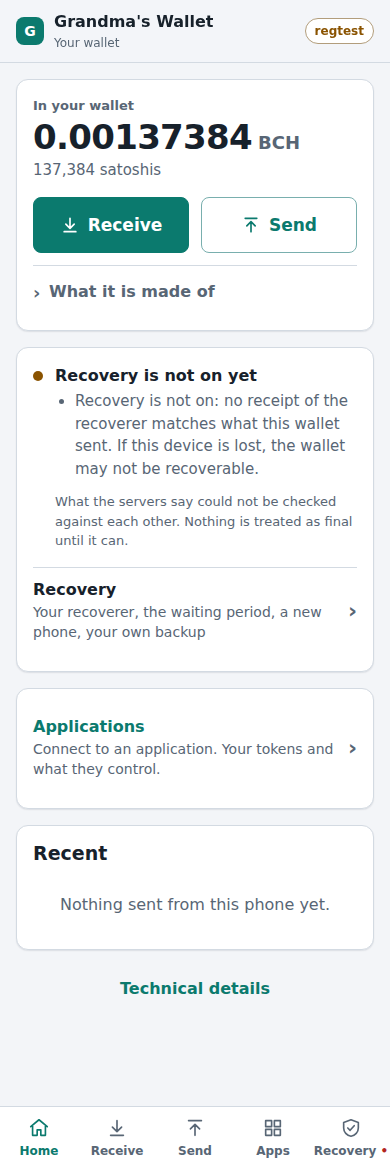 G
Grandma's Wallet
Your wallet
regtest
In your wallet
0.00137384 BCH
137,384 satoshis
Receive
Send
What it is made of
Recovery is not on yet
• Recovery is not on: no receipt of the
recoverer matches what this wallet
sent. If this device is lost, the wallet
may not be recoverable.
What the servers say could not be checked
against each other. Nothing is treated as final
until it can.
Recovery
Your recoverer, the waiting period, a new
phone, your own backup
Applications
Connect to an application. Your tokens and
what they control.
Recent
Nothing sent from this phone yet.
Technical details
Home
Receive
Send
Apps
Recovery